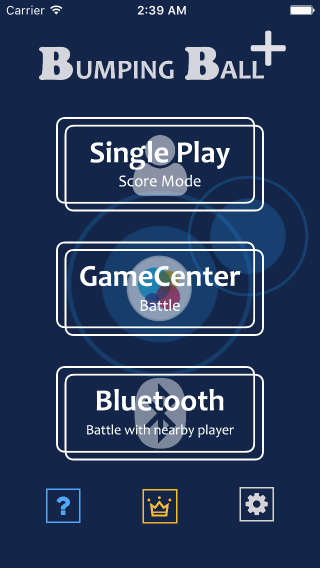 Carrier 2:39 AM
BUMPING BALL+
Single Play
Score Mode
GameCenter
Battle
Bluetooth
Battle with nearby player
?